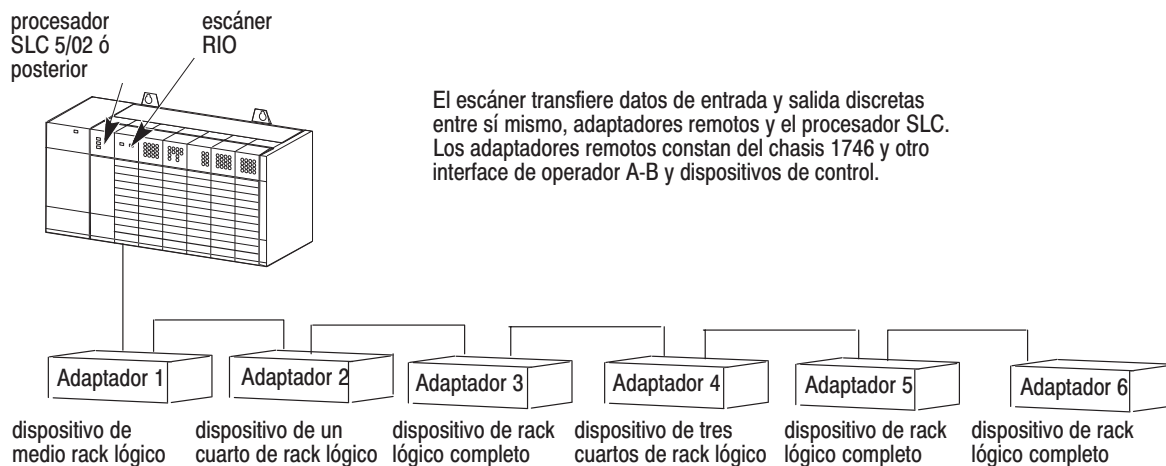 procesador
SLC 5/02 ó
posterior
escáner
RIO
El escáner transfiere datos de entrada y salida discretas
entre sí mismo, adaptadores remotos y el procesador SLC.
Los adaptadores remotos constan del chasis 1746 y otro
interface de operador A-B y dispositivos de control.
Adaptador 1
Adaptador 2
Adaptador 3
Adaptador 4
Adaptador 5
Adaptador 6
dispositivo de
medio rack lógico
dispositivo de un
cuarto de rack lógico
dispositivo de rack
lógico completo
dispositivo de tres
cuartos de rack lógico
dispositivo de rack
lógico completo
dispositivo de rack
lógico completo